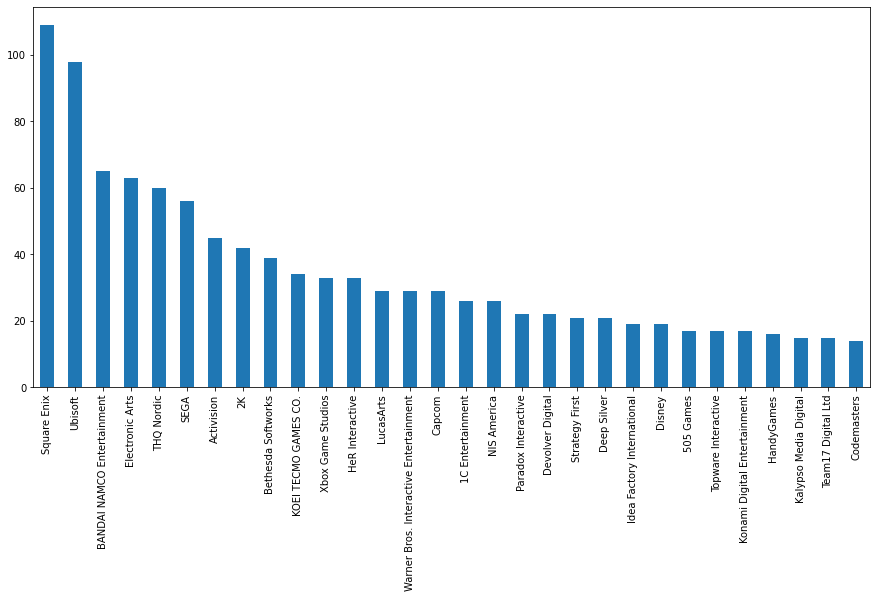 100
80
60
40
20
0
Square Enix
Ubisoft
BANDAI NAMCO Entertainment
Electronic Arts
THQ Nordic
SEGA
Activision
2K
Bethesda Softworks
KOEI TECMO GAMES CO.
Xbox Game Studios
HeR Interactive
LucasArts
Warner Bros. Interactive Entertainment
Capcom
1C Entertainment
NIS America
Paradox Interactive
Devolver Digital
Strategy First
Deep Silver
Idea Factory International
Disney
505 Games
Topware Interactive
Konami Digital Entertainment
HandyGames
Kalypso Media Digital
Team17 Digital Ltd
Codemasters